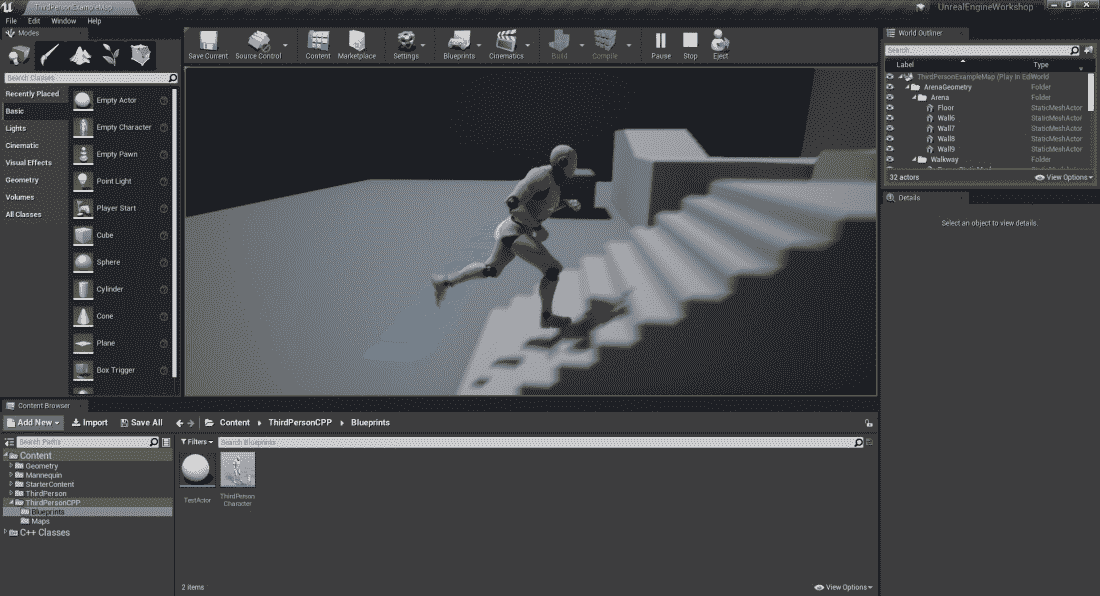 ThirdPersonExampleMap
UnrealEngineWorkshop
File Edit Window Help
Modes
Search Classes
Recently Placed
Basic
Lights
Cinematic
Visual Effects
Geometry
Volumes
All Classes
Empty Actor
Empty Character
Empty Pawn
Point Light
Player Start
Cube
Sphere
Cylinder
Cone
Plane
Box Trigger
Save Current Source Control Content Marketplace Settings Blueprints Cinematics Build Compile Pause Stop Eject
World Outliner
Search...
Label Type
ThirdPersonExampleMap (Play In Edi World
ArenaGeometry Folder
Arena Folder
Floor StaticMeshActor
Wall6 StaticMeshActor
Wall7 StaticMeshActor
Wall8 StaticMeshActor
Wall9 StaticMeshActor
Walkway Folder
32 actors View Options
Details
Select an object to view details.
Content Browser
Add New Import Save All Content ThirdPersonCPP Blueprints
Search Paths
Content
Geometry
Mannequin
StarterContent
ThirdPerson
ThirdPersonCPP
Blueprints
Maps
C++ Classes
Filters Search Blueprints
TestActor
ThirdPerson
Character
2 items View Options